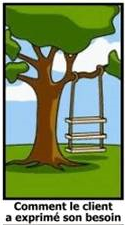 Comment le client
a exprimé son besoin